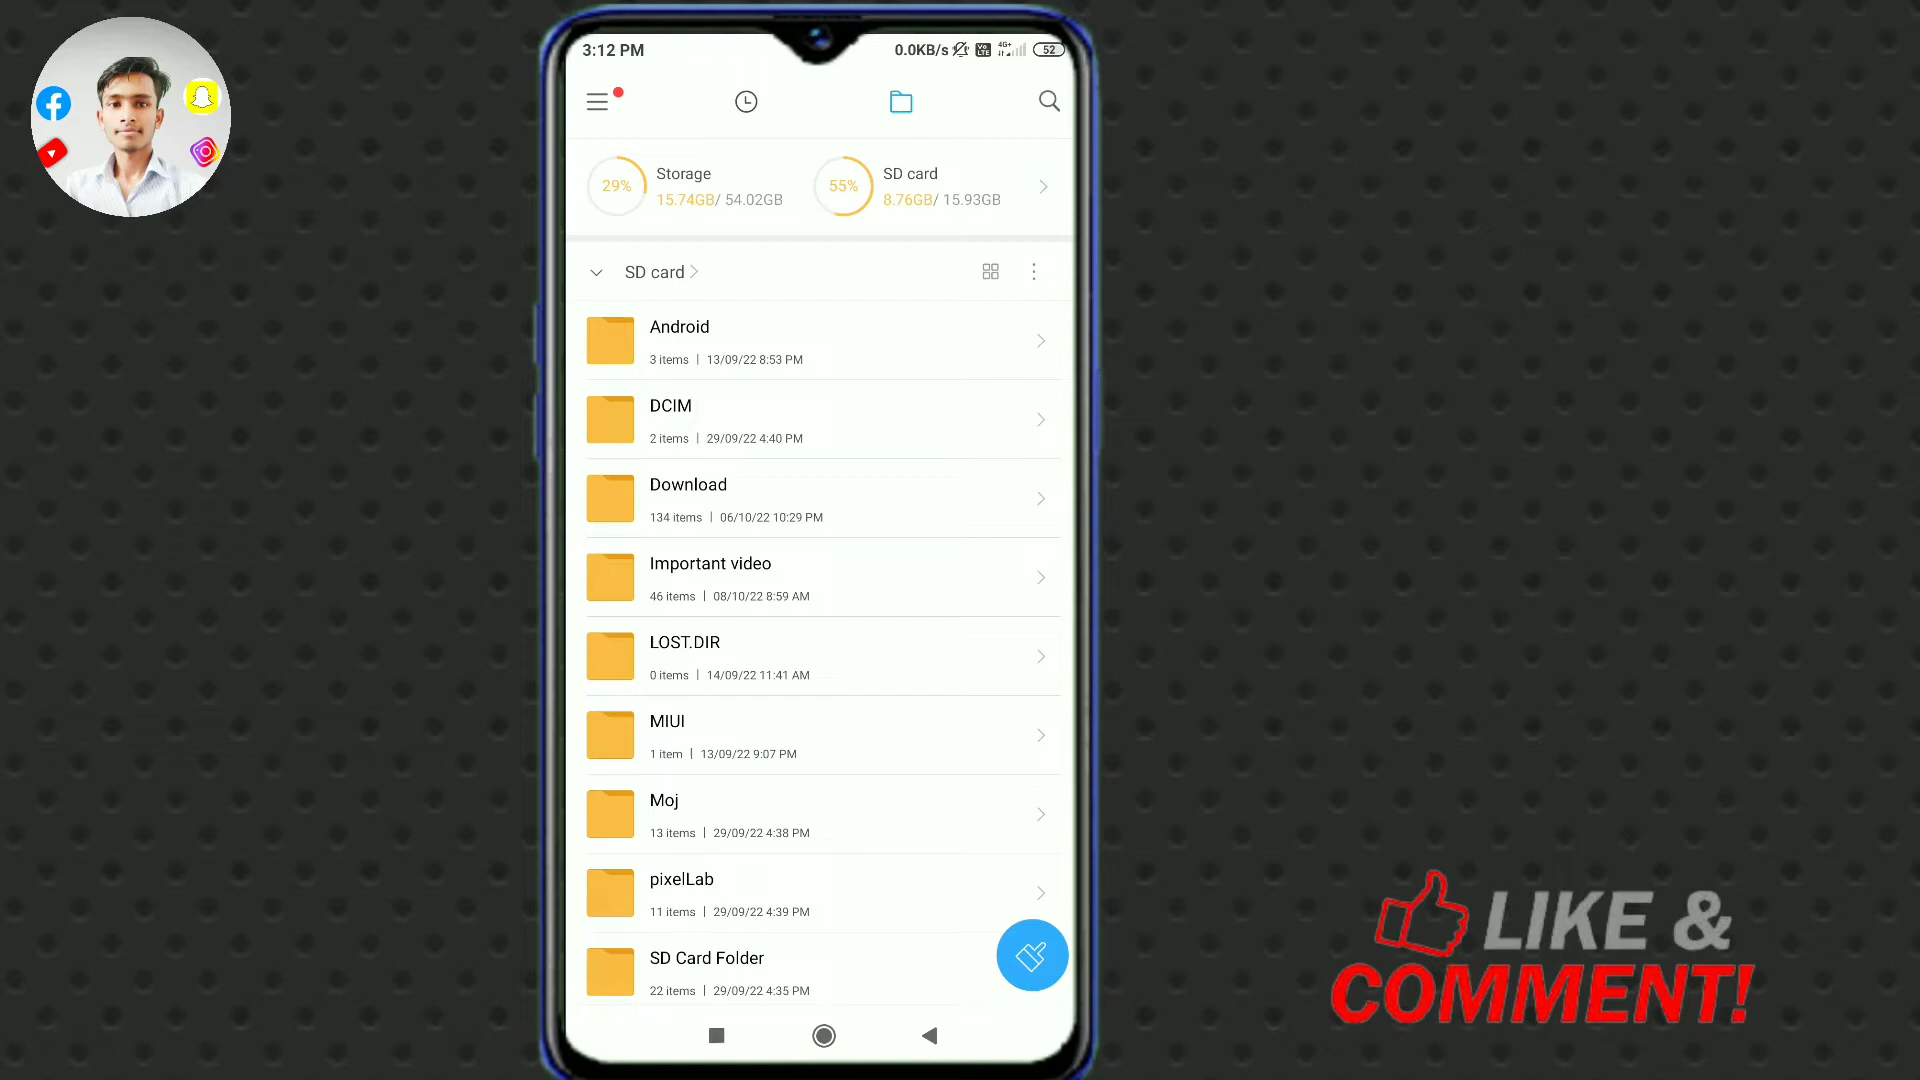 3:12 PM
0.0KB/s
Vo LTE
4G+
52
29%
Storage
15.74GB/ 54.02GB
55%
SD card
8.76GB/ 15.93GB
SD card
Android
3 items | 13/09/22 8:53 PM
DCIM
2 items | 29/09/22 4:40 PM
Download
134 items | 06/10/22 10:29 PM
Important video
46 items | 08/10/22 8:59 AM
LOST.DIR
0 items | 14/09/22 11:41 AM
MIUI
1 item | 13/09/22 9:07 PM
Moj
13 items | 29/09/22 4:38 PM
pixelLab
11 items | 29/09/22 4:39 PM
SD Card Folder
22 items | 29/09/22 4:35 PM
LIKE &
COMMENT!